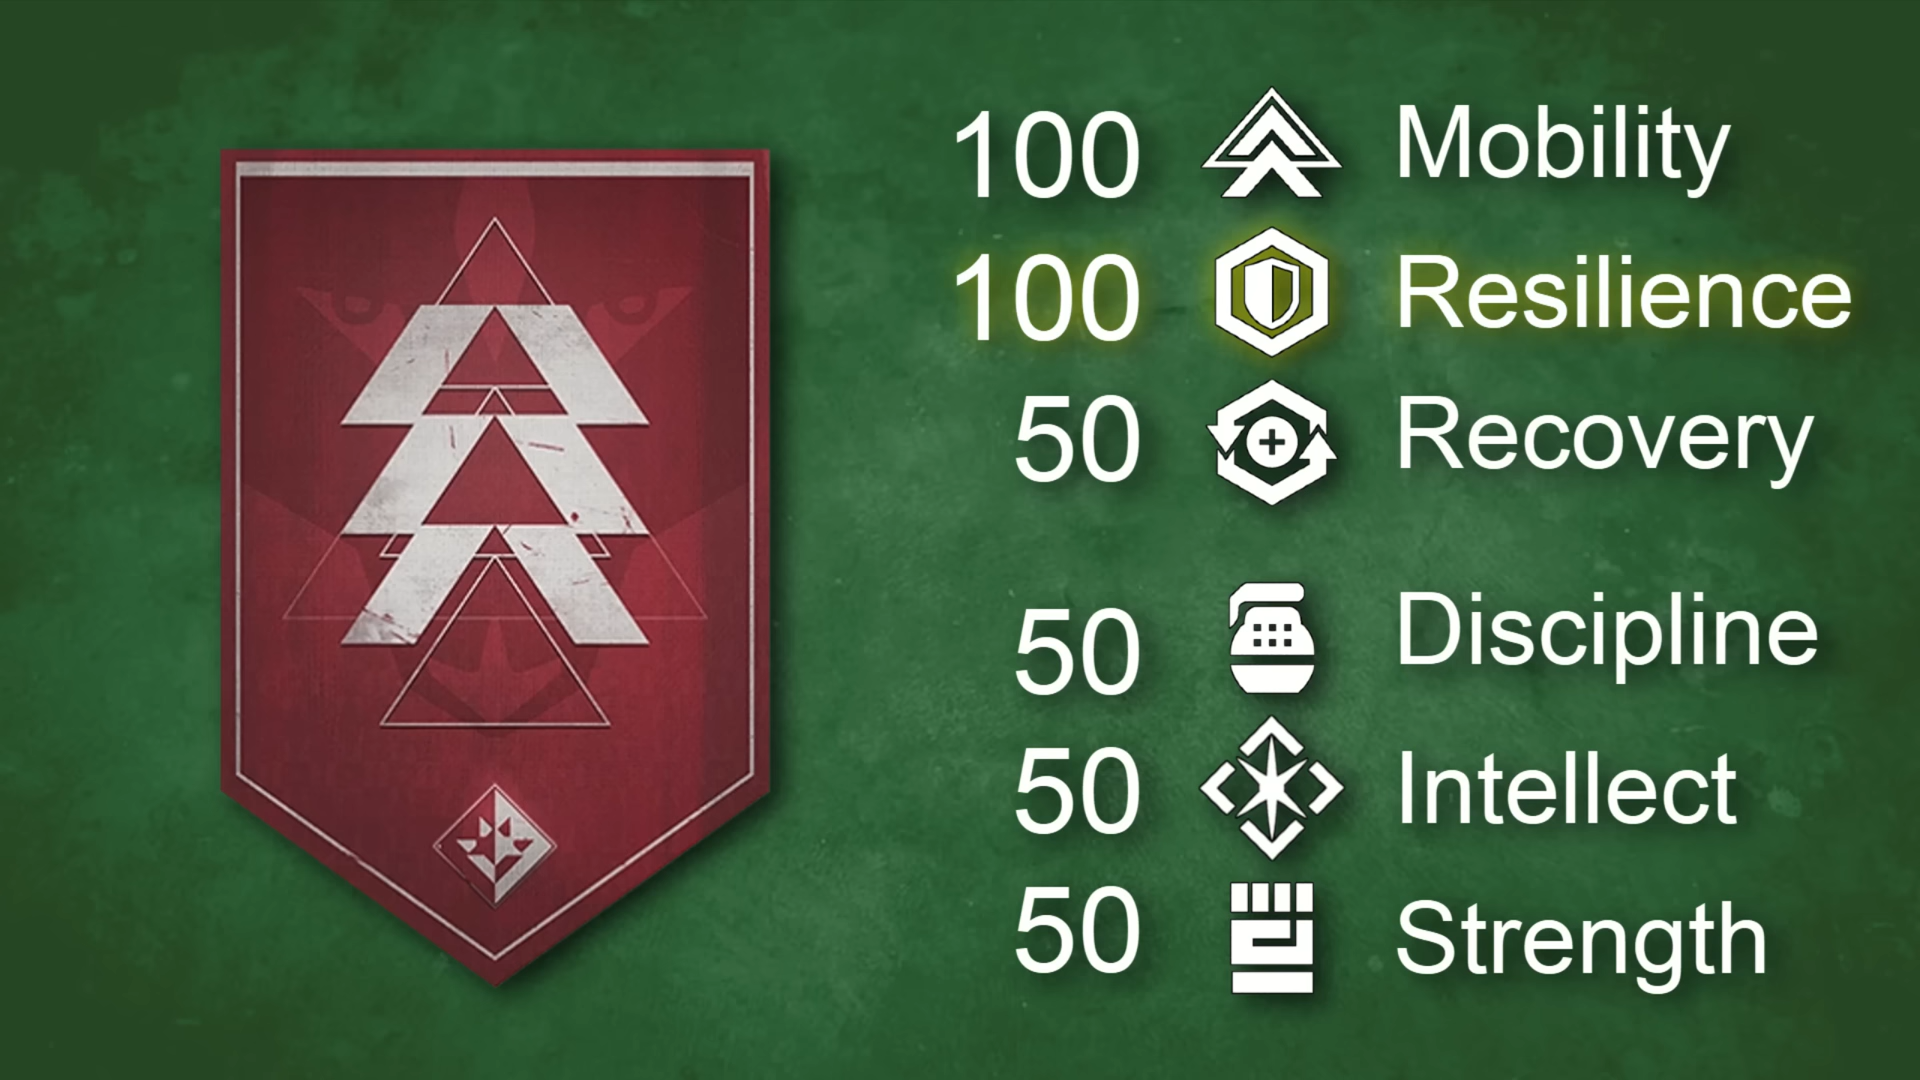 100 Mobility
100 Resilience
50 Recovery
50 Discipline
50 Intellect
50 Strength